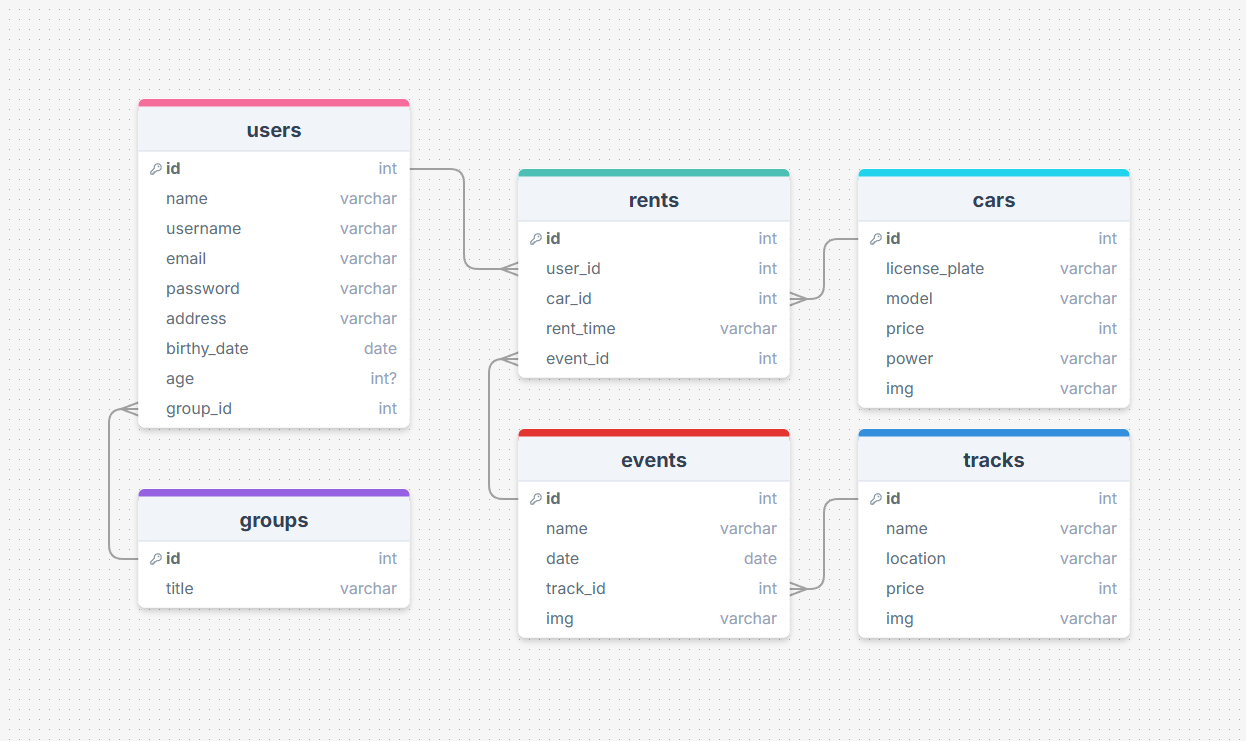 users
id int
name varchar
username varchar
email varchar
password varchar
address varchar
birthy_date date
age int?
group_id int
groups
id int
title varchar
rents
id int
user_id int
car_id int
rent_time varchar
event_id int
events
id int
name varchar
date date
track_id int
img varchar
cars
id int
license_plate varchar
model varchar
price int
power varchar
img varchar
tracks
id int
name varchar
location varchar
price int
img varchar